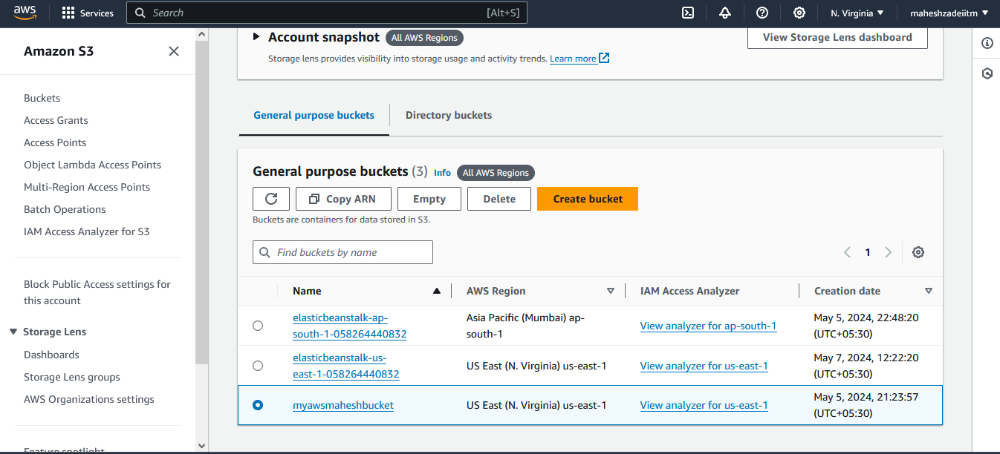 aws
Services
Search
[Alt+S]
N. Virginia
maheshzadeiitm
Amazon S3
Buckets
Access Grants
Access Points
Object Lambda Access Points
Multi-Region Access Points
Batch Operations
IAM Access Analyzer for S3
Block Public Access settings for
this account
Storage Lens
Dashboards
Storage Lens groups
AWS Organizations settings
Feature spotlight
Account snapshot All AWS Regions
View Storage Lens dashboard
Storage lens provides visibility into storage usage and activity trends. Learn more
General purpose buckets
Directory buckets
General purpose buckets (3) Info All AWS Regions
Copy ARN
Empty
Delete
Create bucket
Buckets are containers for data stored in S3.
Find buckets by name
1
Name
AWS Region
IAM Access Analyzer
Creation date
elasticbeanstalk-ap-
south-1-058264440832
Asia Pacific (Mumbai) ap-
south-1
View analyzer for ap-south-1
May 5, 2024, 22:48:20
(UTC+05:30)
elasticbeanstalk-us-
east-1-058264440832
US East (N. Virginia) us-east-1
View analyzer for us-east-1
May 7, 2024, 12:22:20
(UTC+05:30)
myawsmaheshbucket
US East (N. Virginia) us-east-1
View analyzer for us-east-1
May 5, 2024, 21:23:57
(UTC+05:30)